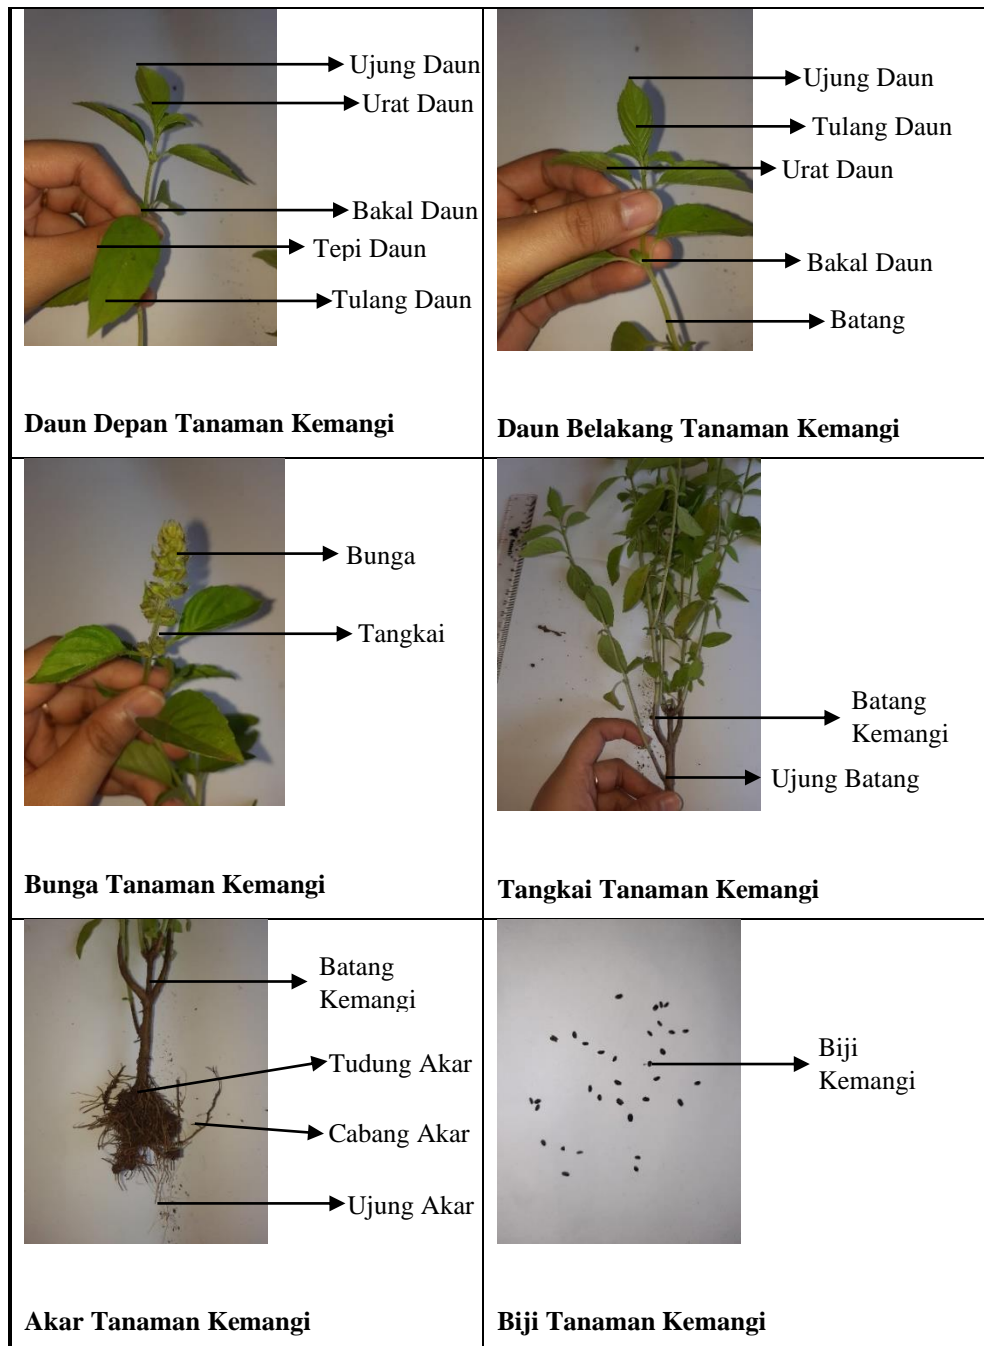 Ujung Daun
Urat Daun
Bakal Daun
Tepi Daun
Tulang Daun
Daun Depan Tanaman Kemangi
Ujung Daun
Tulang Daun
Urat Daun
Bakal Daun
Batang
Daun Belakang Tanaman Kemangi
Bunga
Tangkai
Bunga Tanaman Kemangi
Batang
Kemangi
Ujung Batang
Tangkai Tanaman Kemangi
Batang
Kemangi
Tudung Akar
Cabang Akar
Ujung Akar
Akar Tanaman Kemangi
Biji
Kemangi
Biji Tanaman Kemangi